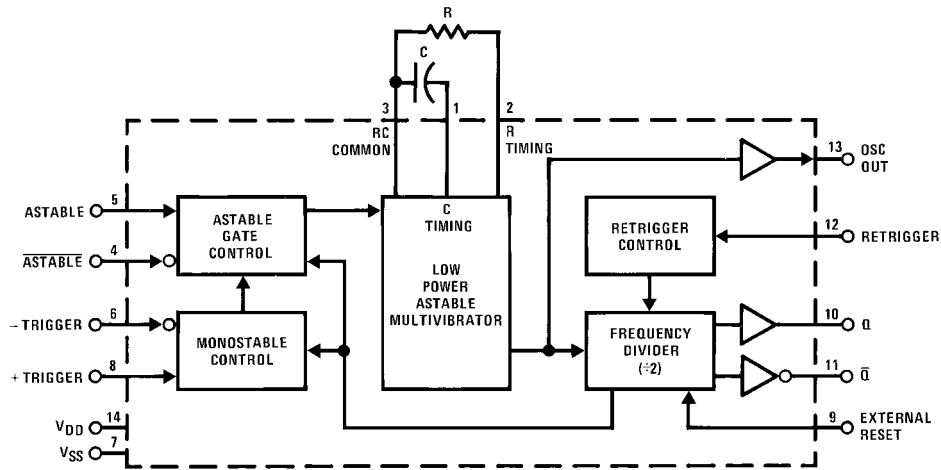 R
C
3
1
2
RC
COMMON
R
TIMING
13
OSC
OUT
5
ASTABLE
ASTABLE
GATE
CONTROL
C
TIMING
RETRIGGER
CONTROL
12
RETRIGGER
4
ASTABLE
LOW
POWER
ASTABLE
MULTIVIBRATOR
6
– TRIGGER
MONOSTABLE
CONTROL
FREQUENCY
DIVIDER
(÷2)
10
Q
8
+ TRIGGER
11
Q̅
14
VDD
7
VSS
9
EXTERNAL
RESET